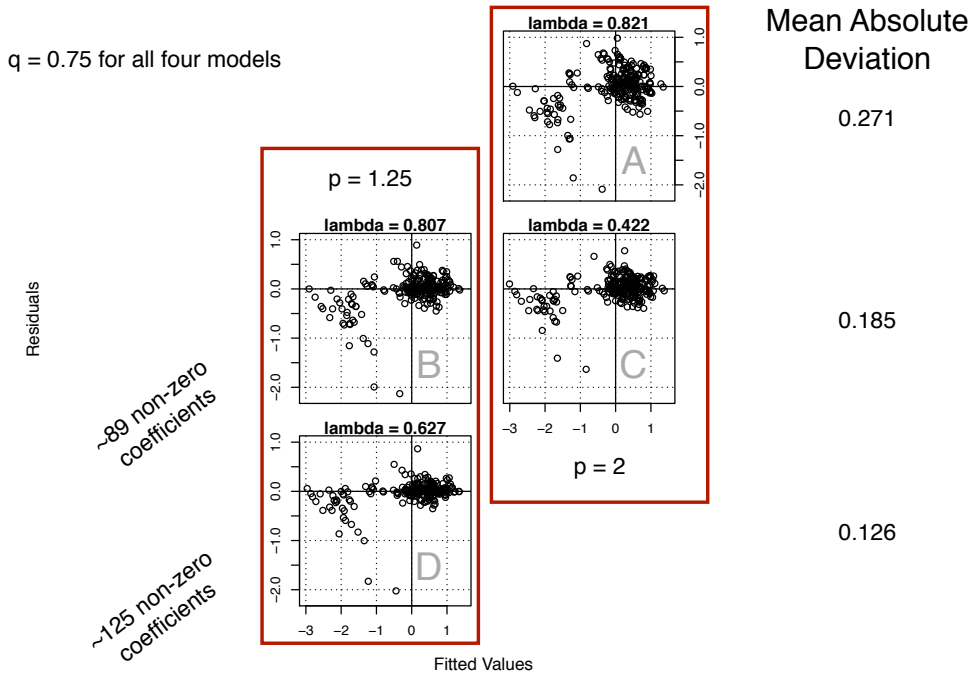 q = 0.75 for all four models
Mean Absolute
Deviation
lambda = 0.821
1.0
0.0
−1.0
−2.0
A
0.271
p = 1.25
lambda = 0.807
1.0
0.0
−1.0
−2.0
B
lambda = 0.422
C
−3 −2 −1 0 1
p = 2
0.185
Residuals
~89 non-zero
coefficients
lambda = 0.627
1.0
0.0
−1.0
−2.0
D
−3 −2 −1 0 1
0.126
~125 non-zero
coefficients
Fitted Values